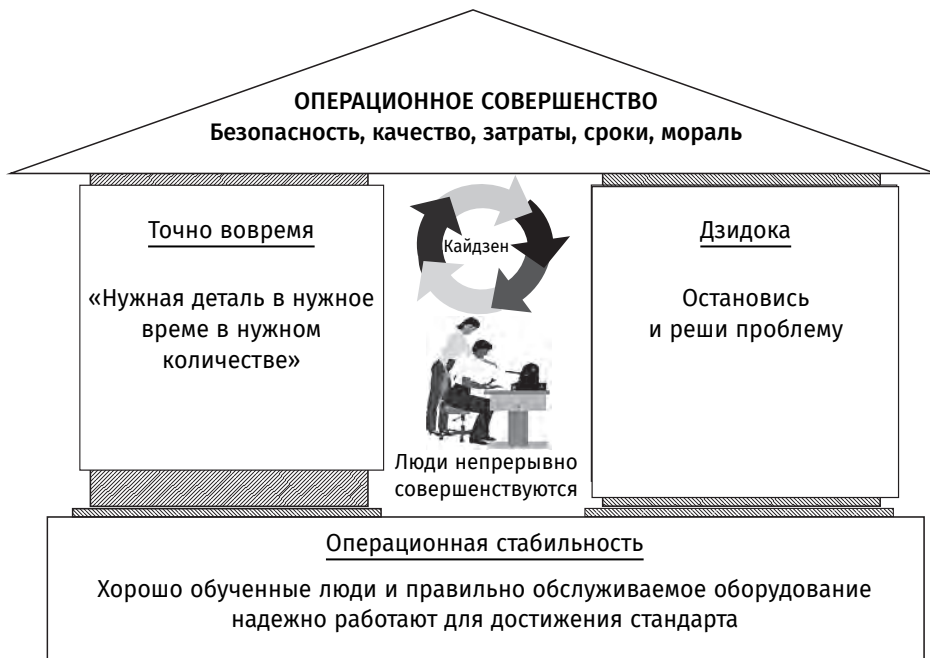 ОПЕРАЦИОННОЕ СОВЕРШЕНСТВО
Безопасность, качество, затраты, сроки, мораль
Точно вовремя
«Нужная деталь в нужное
време в нужном
количестве»
Кайдзен
Люди непрерывно
совершенствуются
Дзидока
Остановись
и реши проблему
Операционная стабильность
Хорошо обученные люди и правильно обслуживаемое оборудование
надежно работают для достижения стандарта